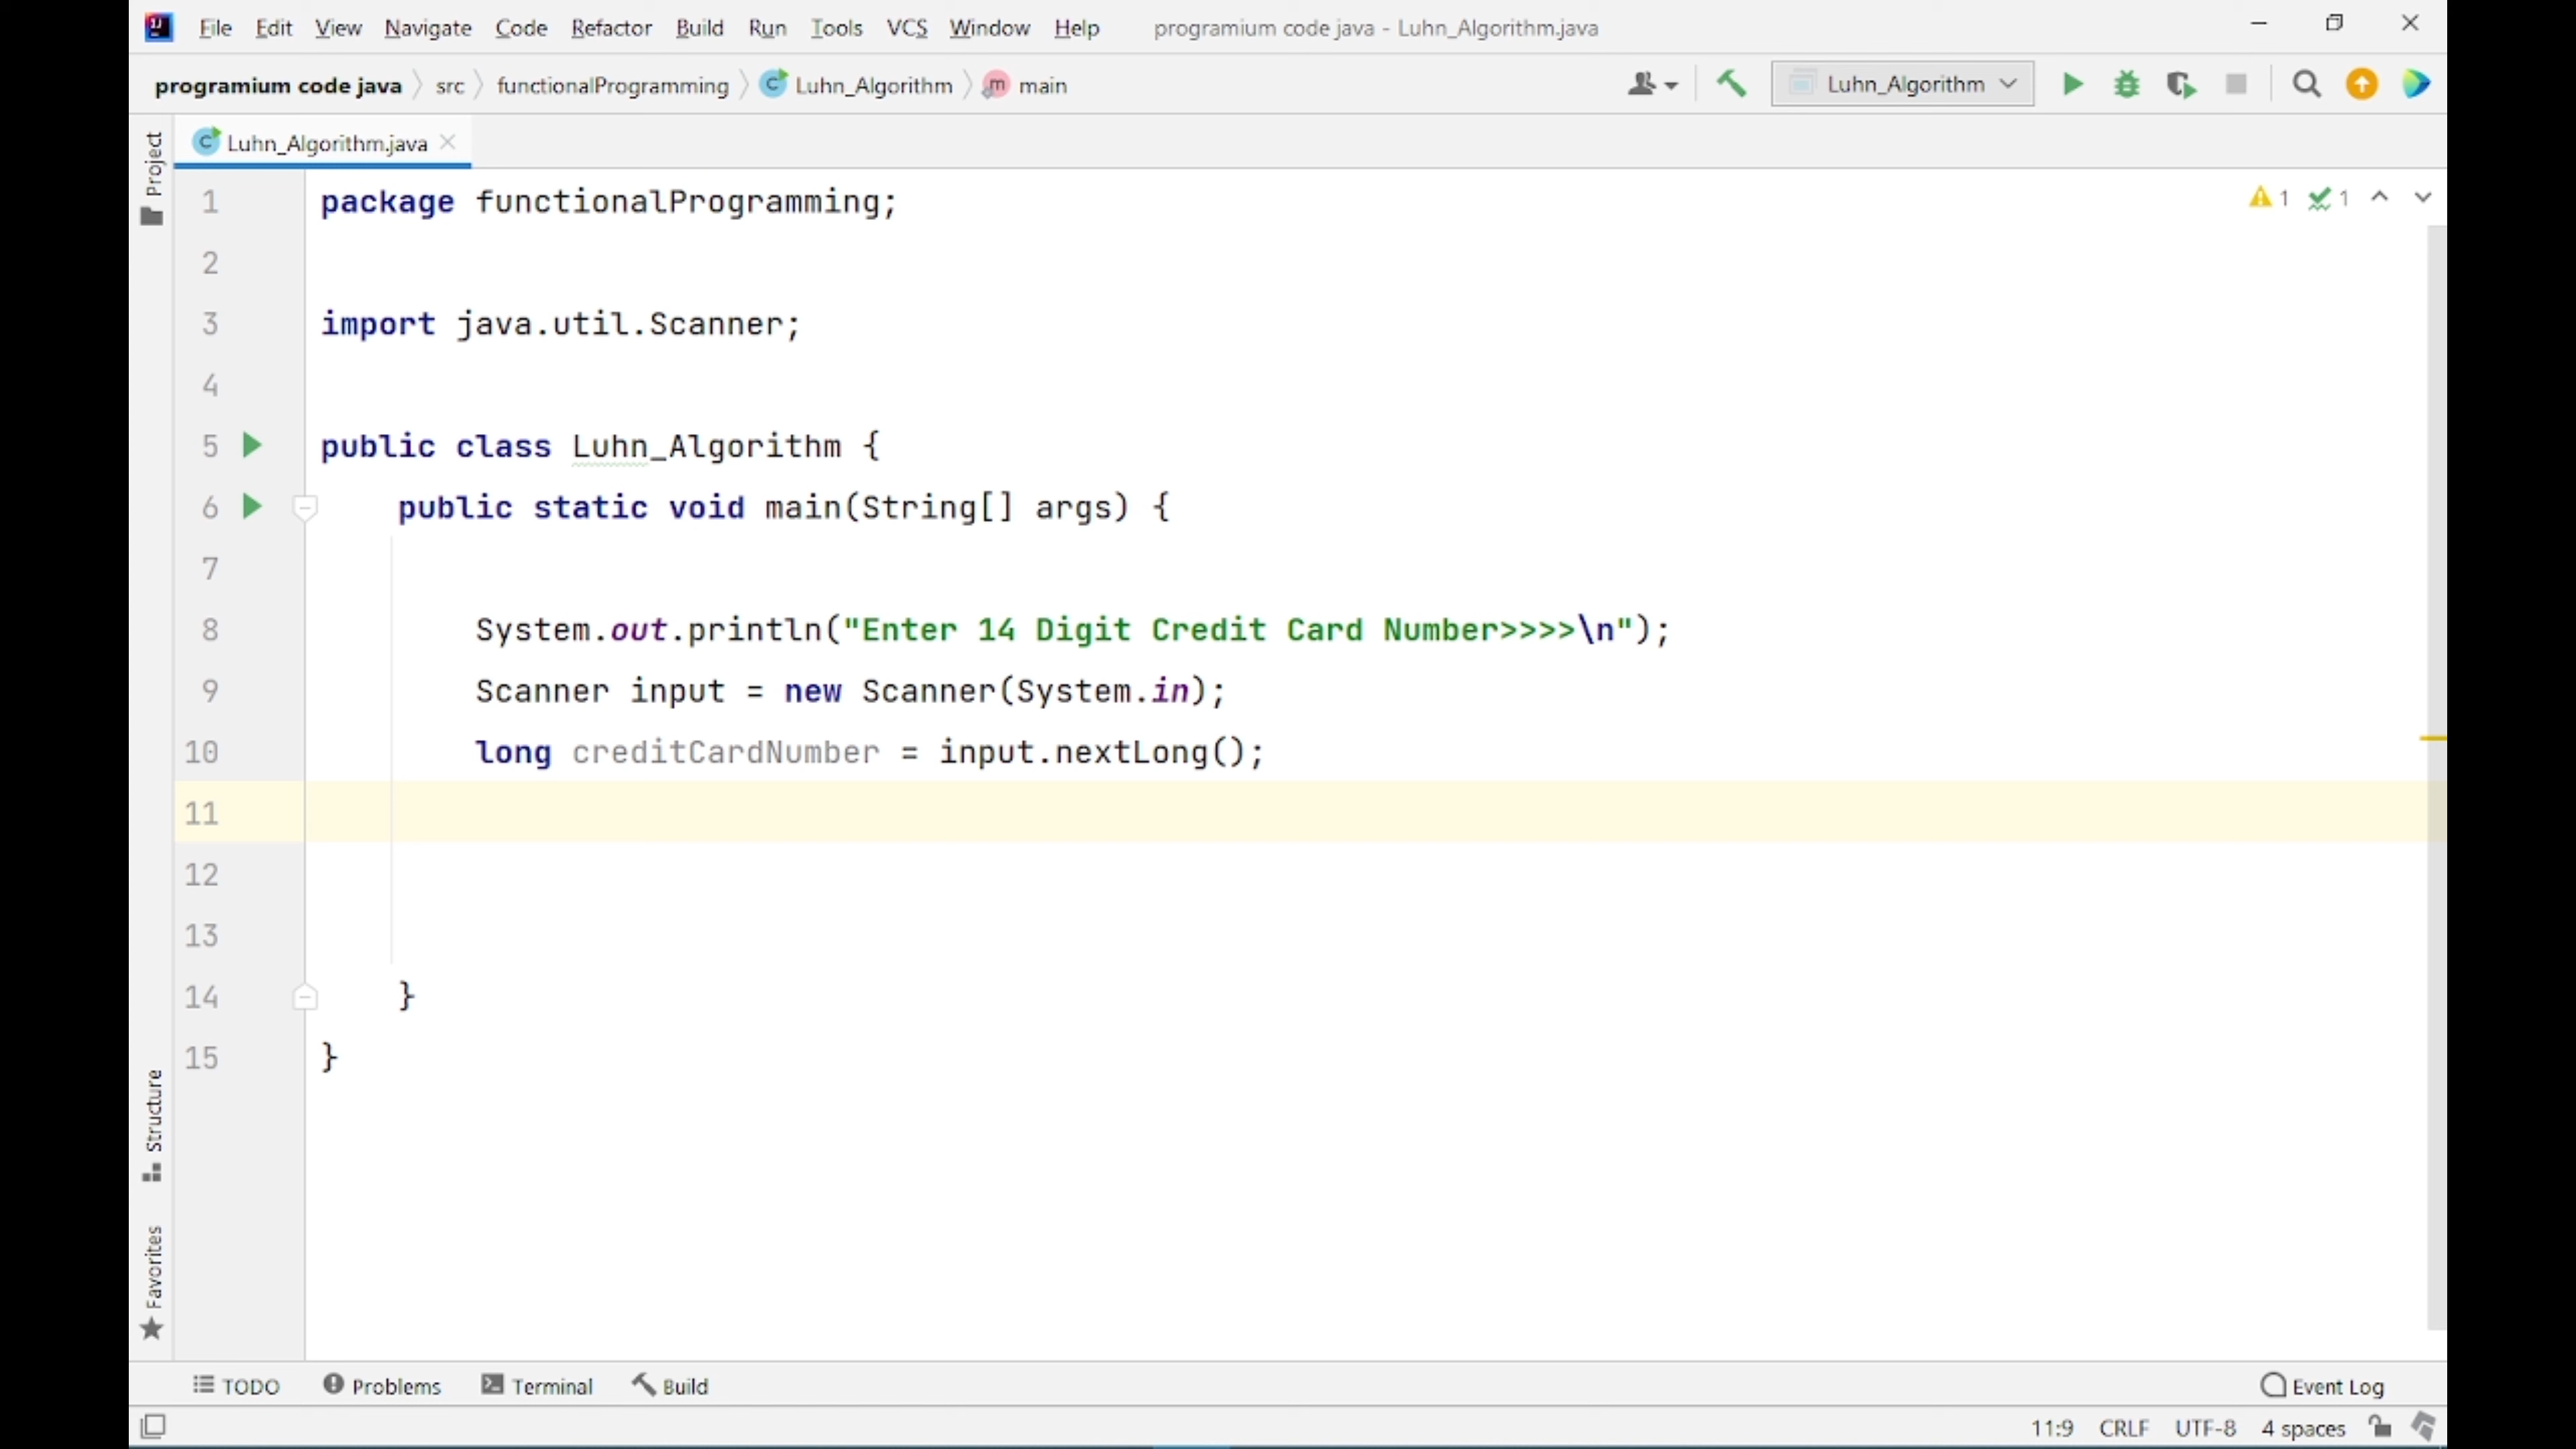 File Edit View Navigate Code Refactor Build Run Tools VCS Window Help programium code java - Luhn_Algorithm.java
programium code java src functionalProgramming Luhn_Algorithm main Luhn_Algorithm
Luhn_Algorithm.java
Project
1 package functionalProgramming;
1 1
2
3 import java.util.Scanner;
4
5 public class Luhn_Algorithm {
6 public static void main(String[] args) {
7
8 System.out.println("Enter 14 Digit Credit Card Number>>>>\n");
9 Scanner input = new Scanner(System.in);
10 long creditCardNumber = input.nextLong();
11
12
13
14 }
15 }
Structure
Favorites
TODO Problems Terminal Build Event Log
11:9 CRLF UTF-8 4 spaces